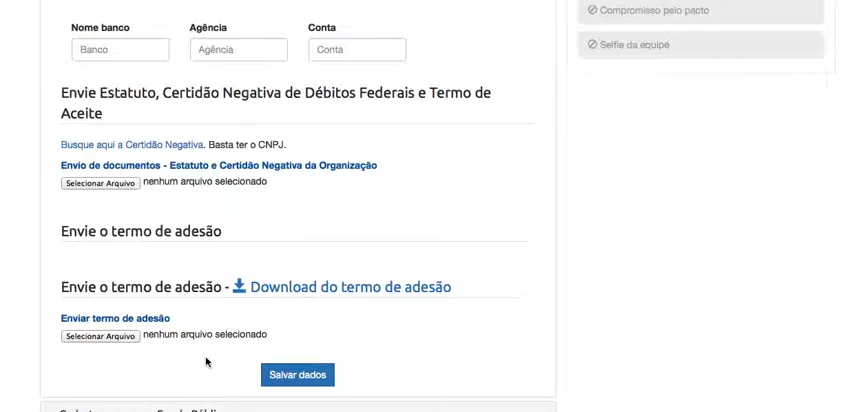 Nome banco Agência Conta
Banco Agência Conta
Envie Estatuto, Certidão Negativa de Débitos Federais e Termo de
Aceite
Busque aqui a Certidão Negativa. Basta ter o CNPJ.
Envio de documentos - Estatuto e Certidão Negativa da Organização
Selecionar Arquivo nenhum arquivo selecionado
Envie o termo de adesão
Envie o termo de adesão - Download do termo de adesão
Enviar termo de adesão
Selecionar Arquivo nenhum arquivo selecionado
Salvar dados
Compromisso pelo pacto
Selfie da equipe